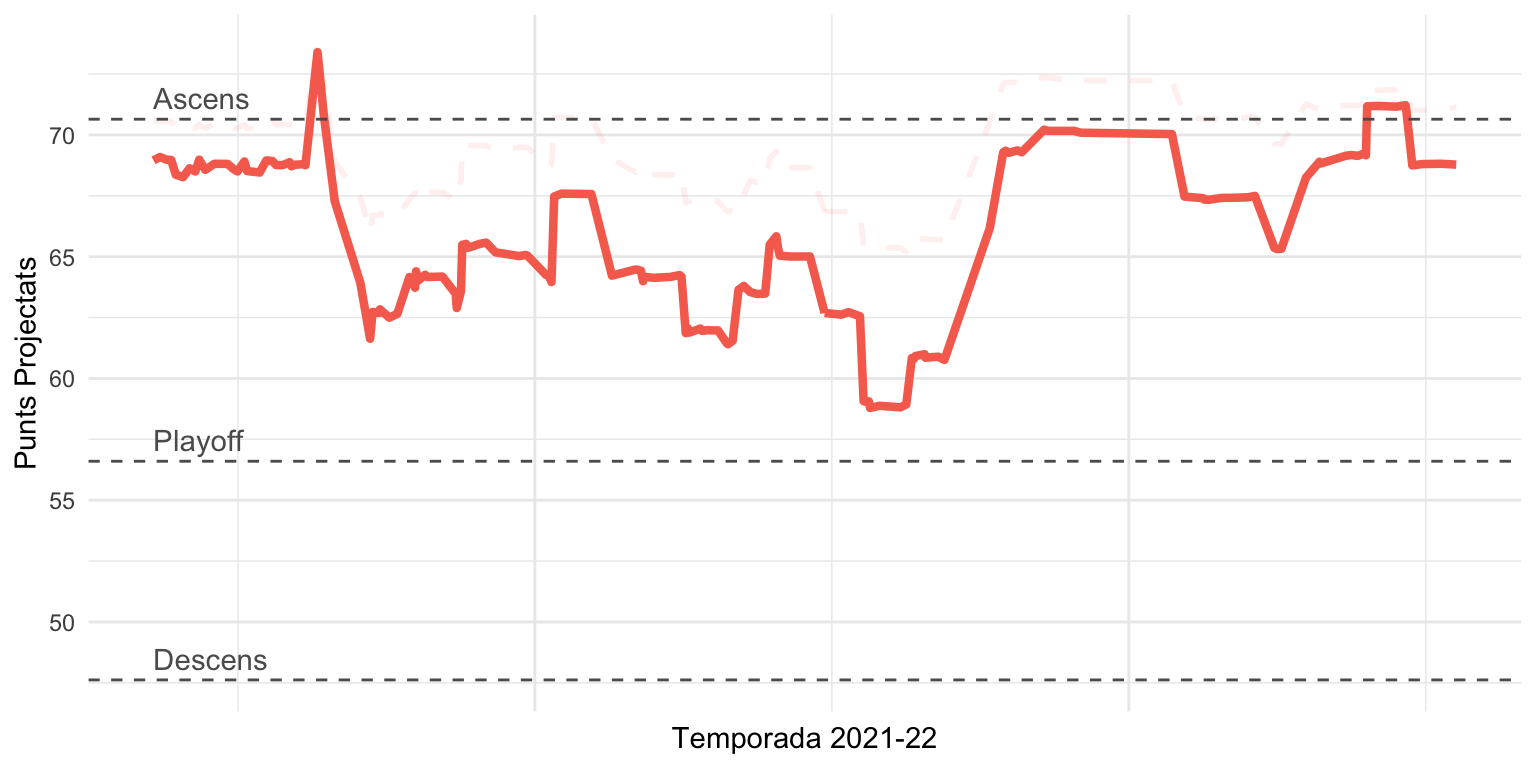 Ascens
70
65
Punts Projectats
60
Playoff
55
50
Descens
Temporada 2021-22